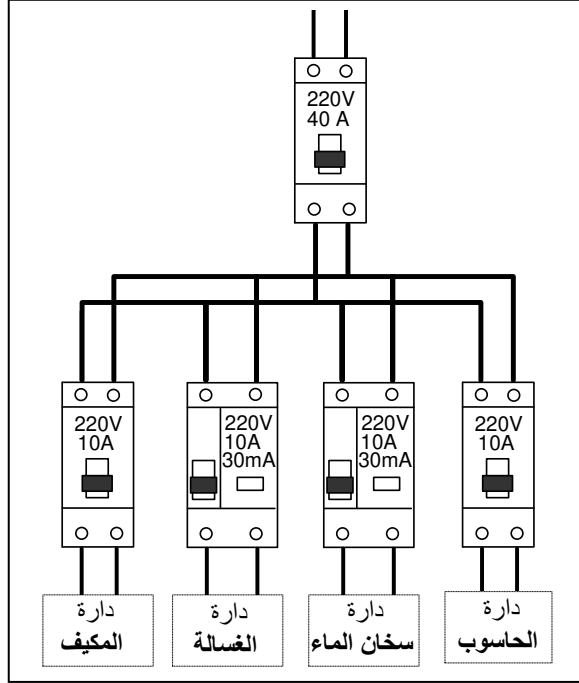 220V
40 A
220V
10A
220V
10A
30mA
220V
10A
30mA
220V
10A
دارة
المكيف
دارة
الغسالة
دارة
سخان الماء
دارة
الحاسوب